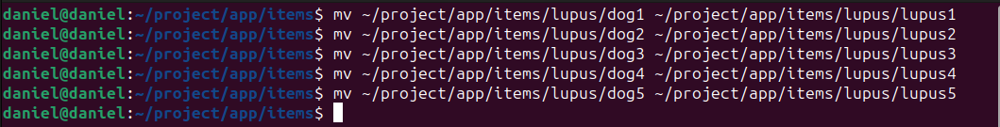 daniel@daniel:~/project/app/items$ mv ~/project/app/items/lupus/dog1 ~/project/app/items/lupus/lupus1
daniel@daniel:~/project/app/items$ mv ~/project/app/items/lupus/dog2 ~/project/app/items/lupus/lupus2
daniel@daniel:~/project/app/items$ mv ~/project/app/items/lupus/dog3 ~/project/app/items/lupus/lupus3
daniel@daniel:~/project/app/items$ mv ~/project/app/items/lupus/dog4 ~/project/app/items/lupus/lupus4
daniel@daniel:~/project/app/items$ mv ~/project/app/items/lupus/dog5 ~/project/app/items/lupus/lupus5
daniel@daniel:~/project/app/items$